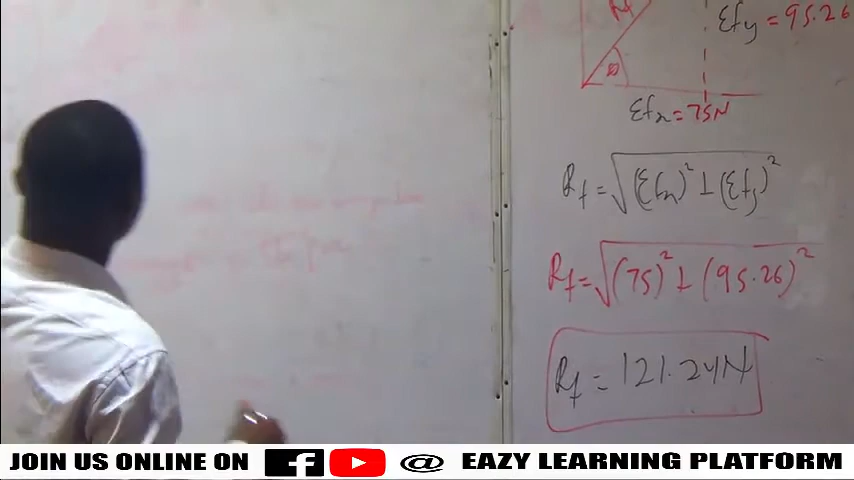 Rf
θ
Σfy = 95.26
Σfx = 75N
Rf = √(Σfx)² + (Σfy)²
Rf = √(75)² + (95.26)²
Rf = 121.24N
JOIN US ONLINE ON f @ EAZY LEARNING PLATFORM